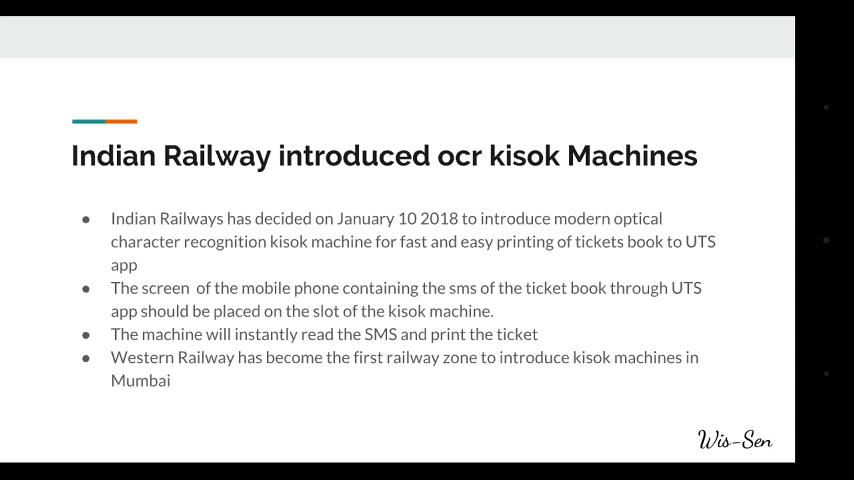 Indian Railway introduced ocr kisok Machines
● Indian Railways has decided on January 10 2018 to introduce modern optical
character recognition kisok machine for fast and easy printing of tickets book to UTS
app
● The screen of the mobile phone containing the sms of the ticket book through UTS
app should be placed on the slot of the kisok machine.
● The machine will instantly read the SMS and print the ticket
● Western Railway has become the first railway zone to introduce kisok machines in
Mumbai
Wis-Sen